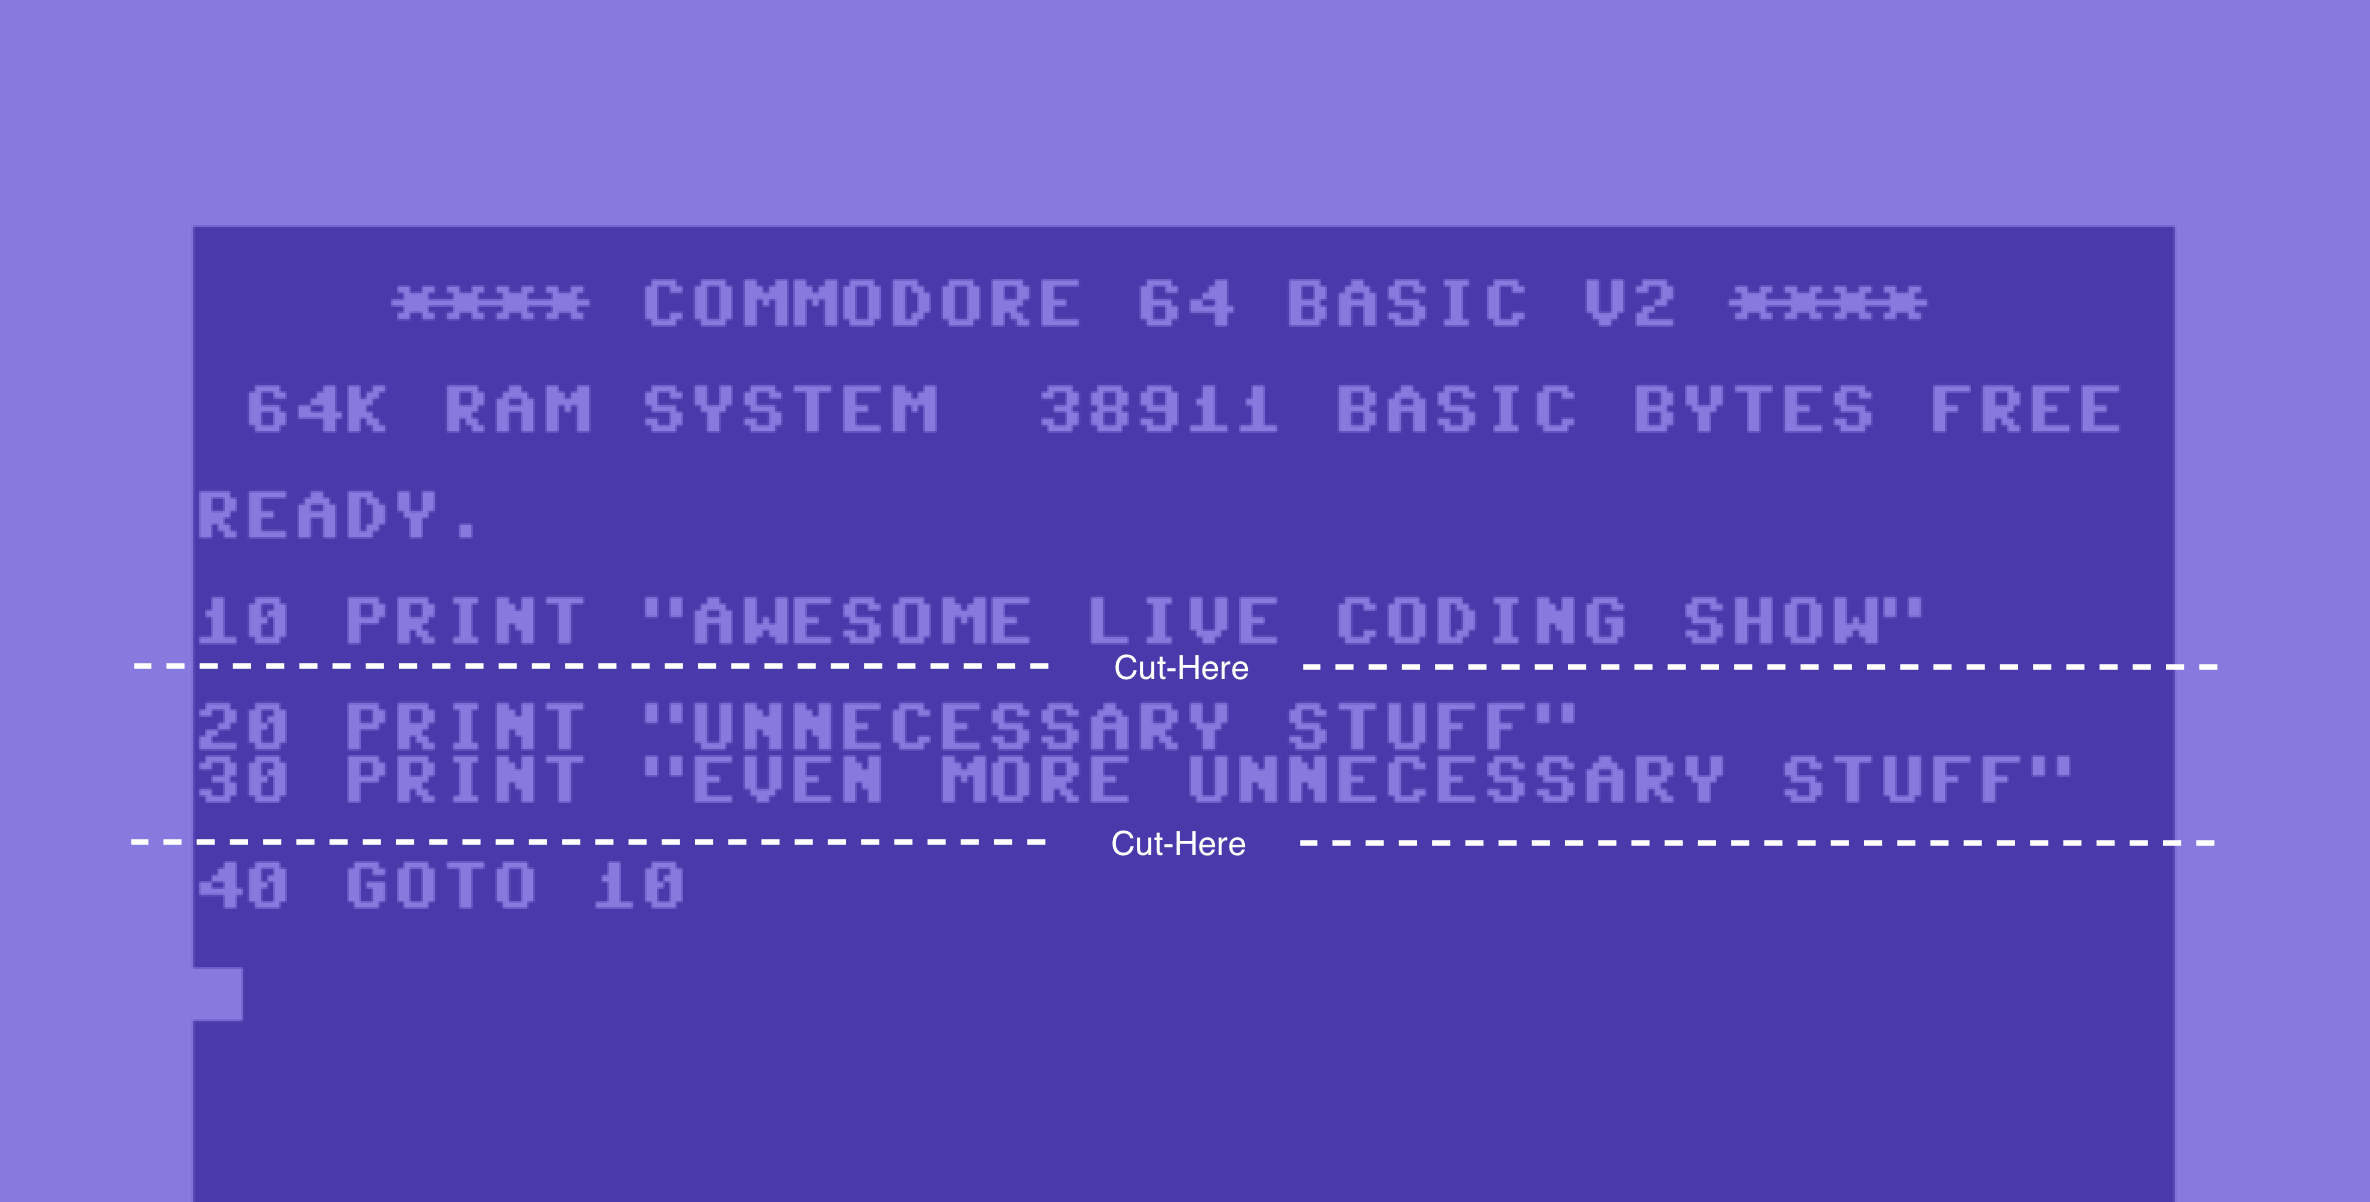 **** COMMODORE 64 BASIC V2 ****
64K RAM SYSTEM  38911 BASIC BYTES FREE
READY.
10 PRINT "AWESOME LIVE CODING SHOW"
Cut-Here
20 PRINT "UNNECESSARY STUFF"
30 PRINT "EVEN MORE UNNECESSARY STUFF"
Cut-Here
40 GOTO 10